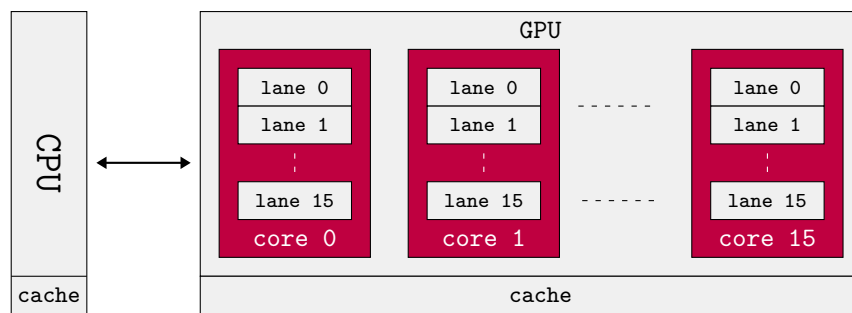 CPU
cache
GPU
lane 0
lane 1
lane 15
core 0
lane 0
lane 1
lane 15
core 1
lane 0
lane 1
lane 15
core 15
cache